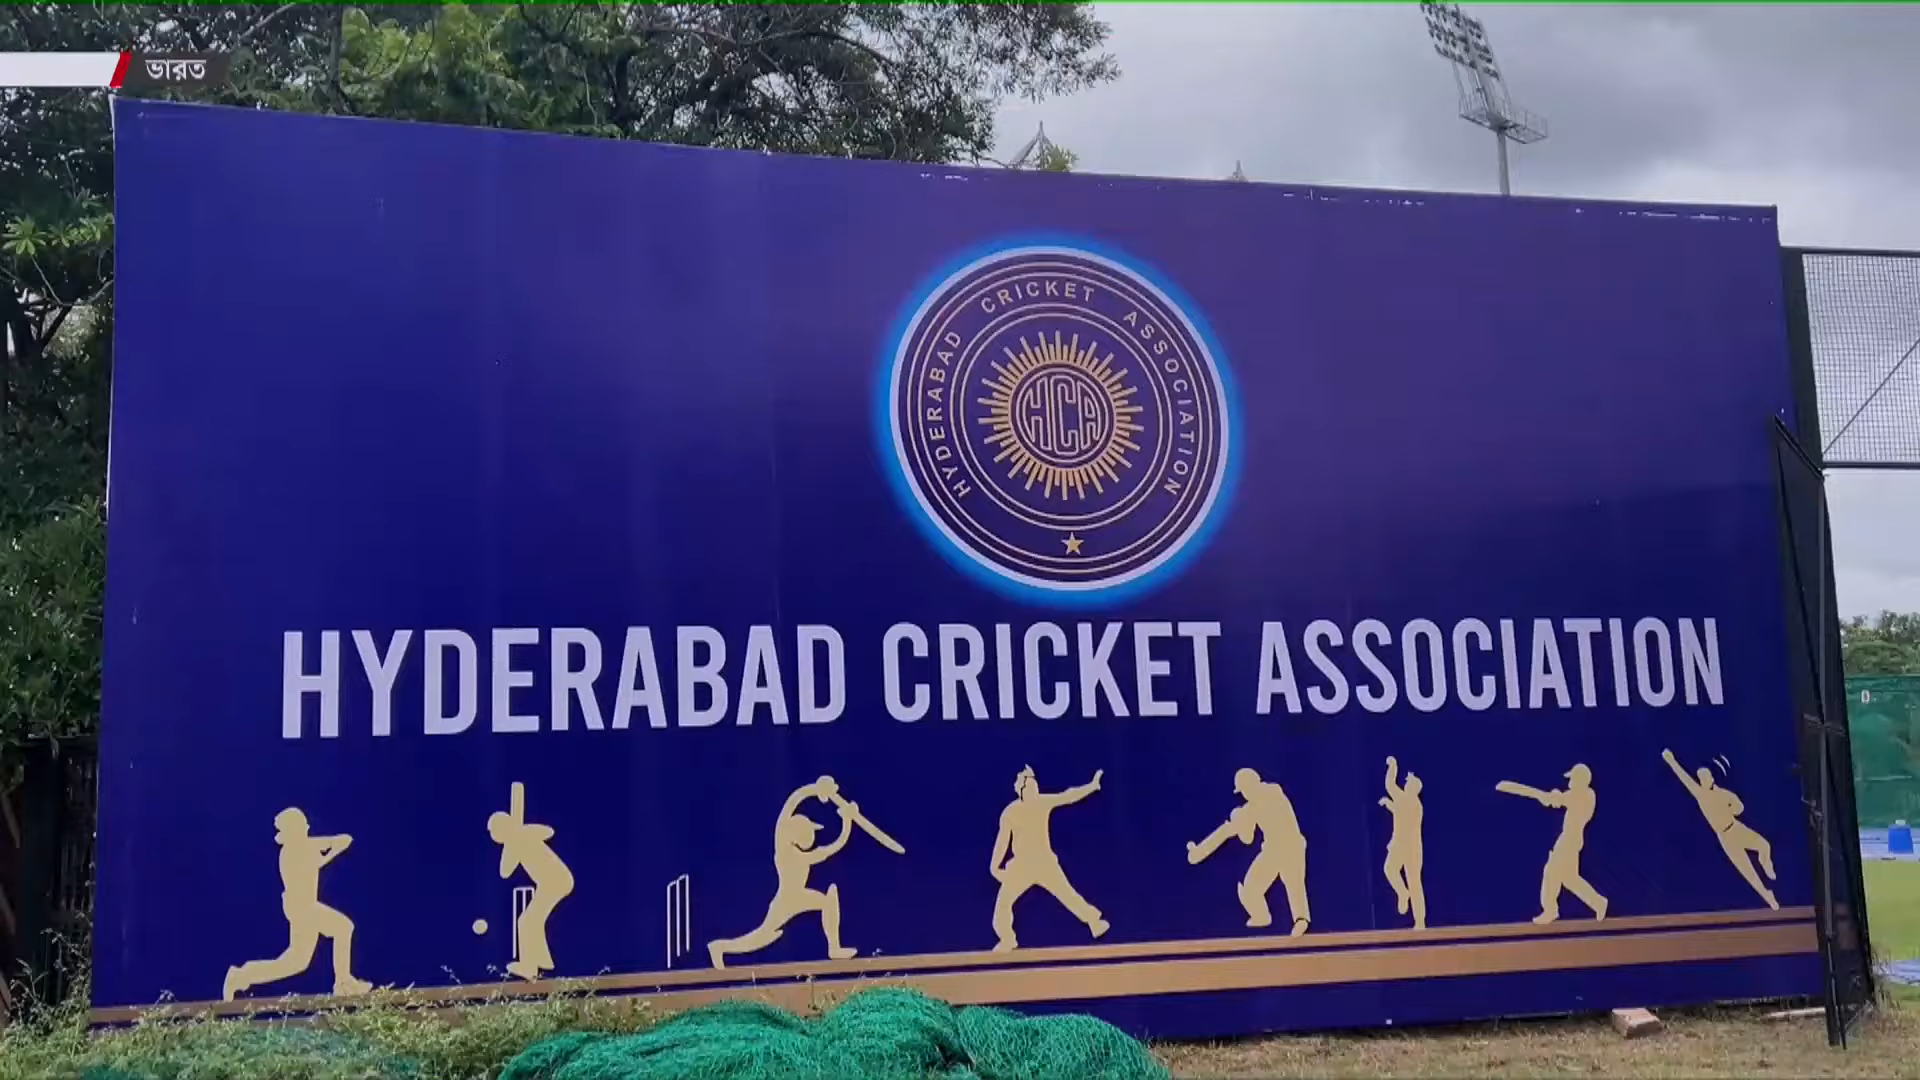 ভারত
HYDERABAD CRICKET ASSOCIATION
HCA
HYDERABAD CRICKET ASSOCIATION